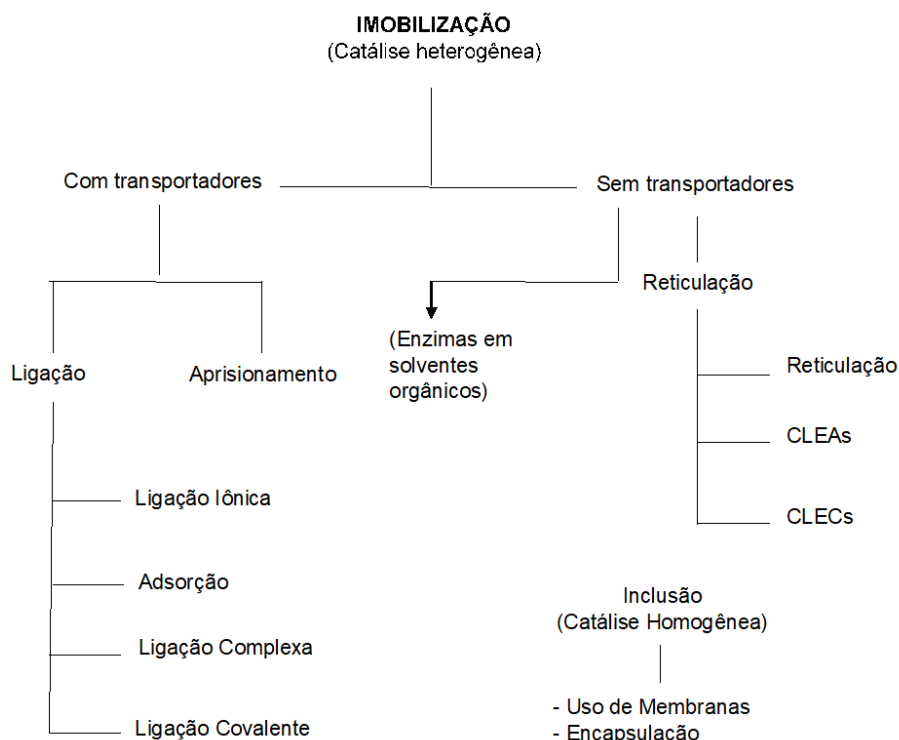 IMOBILIZAÇÃO
(Catálise heterogênea)
Com transportadores
Sem transportadores
Reticulação
(Enzimas em
solventes
orgânicos)
Ligação
Aprisionamento
Reticulação
CLEAs
CLECs
Ligação Iônica
Adsorção
Ligação Complexa
Ligação Covalente
Inclusão
(Catálise Homogênea)
- Uso de Membranas
- Encapsulação